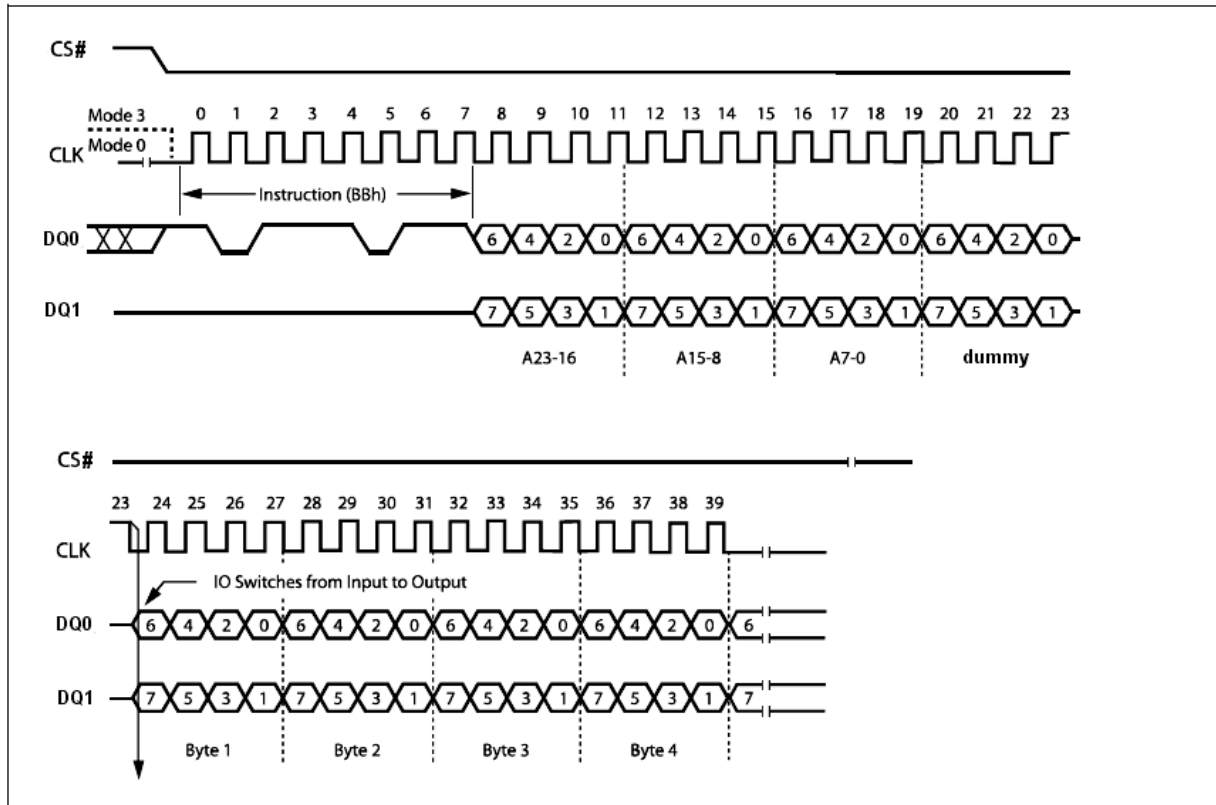 CS#
Mode 3
0 1 2 3 4 5 6 7 8 9 10 11 12 13 14 15 16 17 18 19 20 21 22 23
Mode 0
CLK
Instruction (BBh)
DQ0 6 4 2 0 6 4 2 0 6 4 2 0 6 4 2 0
DQ1 7 5 3 1 7 5 3 1 7 5 3 1 7 5 3 1
A23-16 A15-8 A7-0 dummy
CS#
23 24 25 26 27 28 29 30 31 32 33 34 35 36 37 38 39
CLK
IO Switches from Input to Output
DQ0 6 4 2 0 6 4 2 0 6 4 2 0 6 4 2 0 6
DQ1 7 5 3 1 7 5 3 1 7 5 3 1 7 5 3 1 7
Byte 1 Byte 2 Byte 3 Byte 4